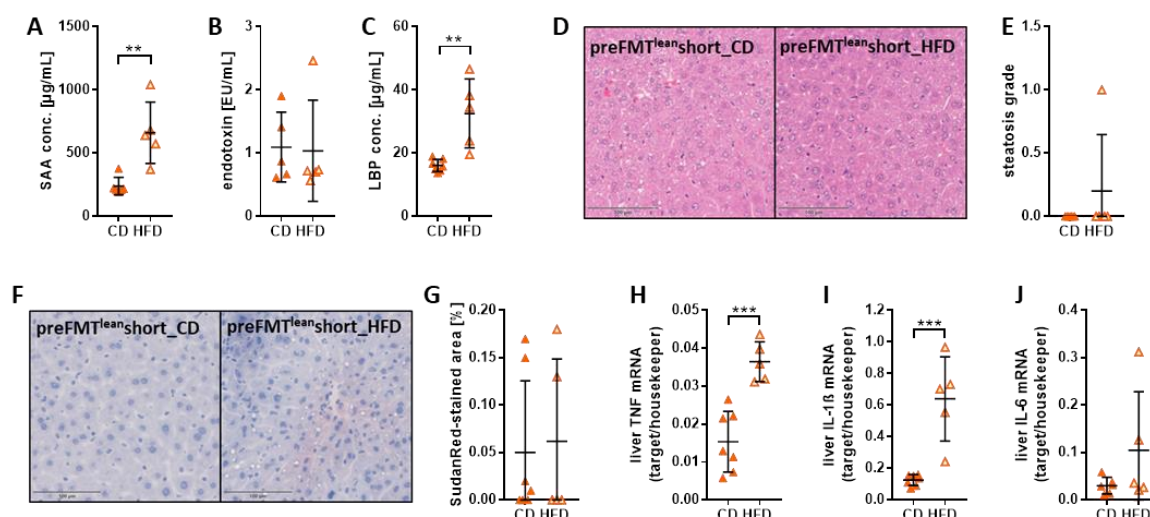 A
SAA conc. [µg/mL]
1500
1000
500
0
**
CD HFD
B
endotoxin [EU/mL]
3
2
1
0
CD HFD
C
LBP conc. [µg/mL]
60
40
20
0
**
CD HFD
D
preFMTleanshort_CD
preFMTleanshort_HFD
E
steatosis grade
1.5
1.0
0.5
0.0
CD HFD
F
preFMTleanshort_CD
preFMTleanshort_HFD
G
SudanRed-stained area [%]
0.20
0.15
0.10
0.05
0.00
CD HFD
H
liver TNF mRNA
(target/housekeeper)
0.05
0.04
0.03
0.02
0.01
0.00
***
CD HFD
I
liver IL-1ß mRNA
(target/housekeeper)
1.2
1.0
0.8
0.6
0.4
0.2
0.0
***
CD HFD
J
liver IL-6 mRNA
(target/housekeeper)
0.4
0.3
0.2
0.1
0.0
CD HFD